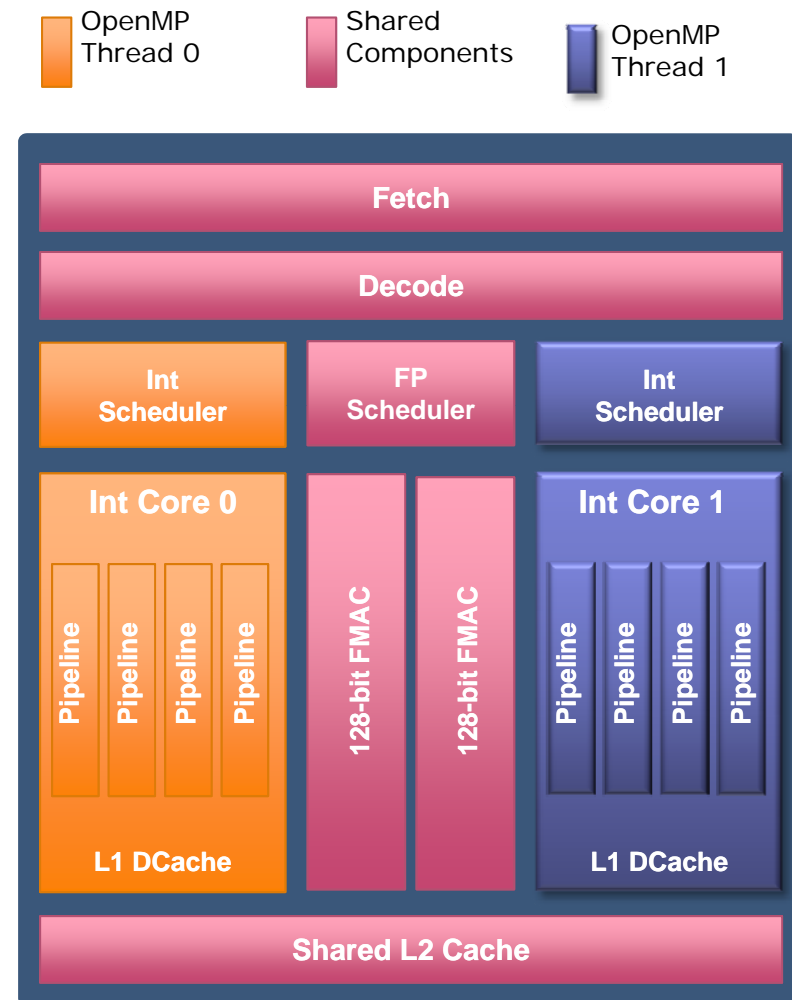 OpenMP
Thread 0
Shared
Components
OpenMP
Thread 1
Fetch
Decode
Int
Scheduler
FP
Scheduler
Int
Scheduler
Int Core 0
Pipeline
Pipeline
Pipeline
Pipeline
L1 DCache
128-bit FMAC
128-bit FMAC
Int Core 1
Pipeline
Pipeline
Pipeline
Pipeline
L1 DCache
Shared L2 Cache